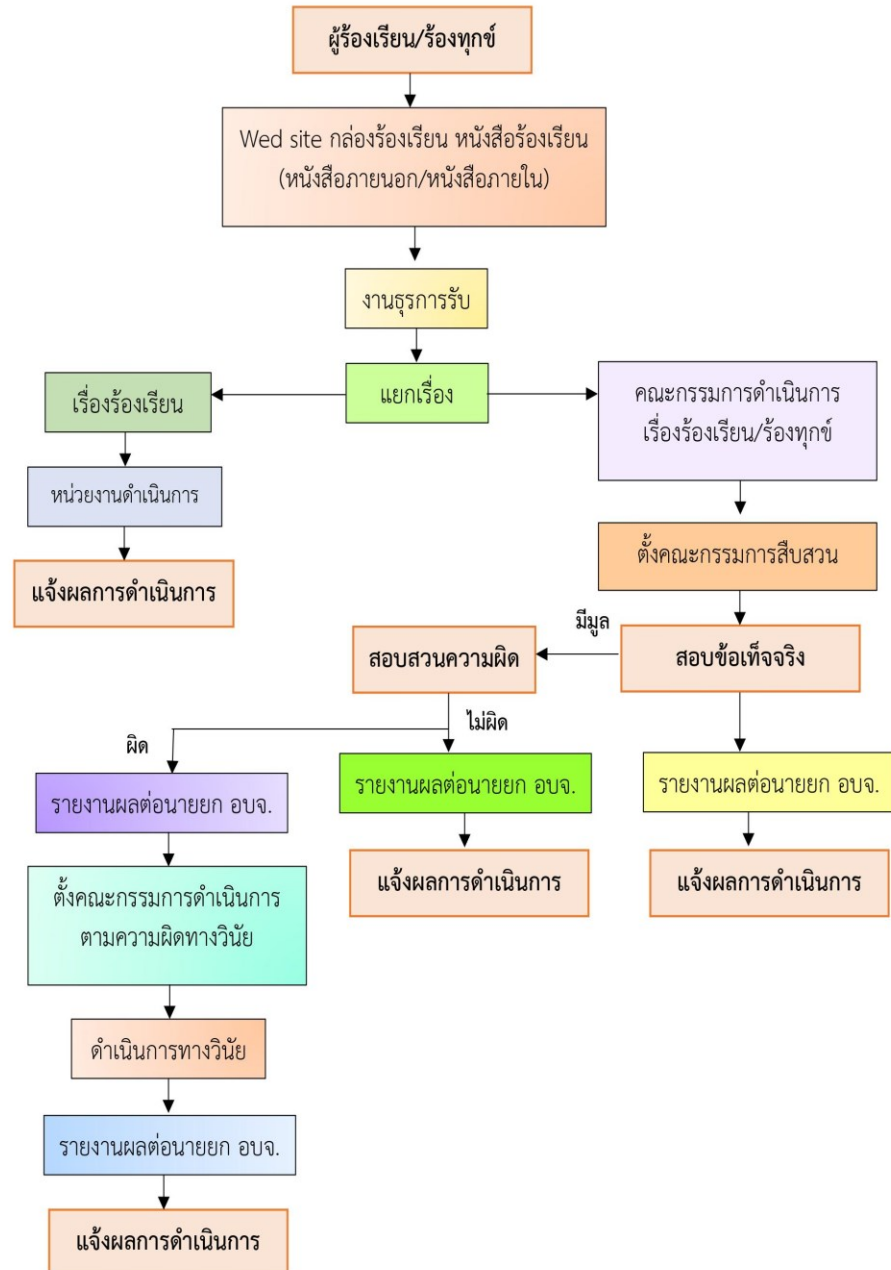 ผู้ร้องเรียน/ร้องทุกข์
Wed site กล่องร้องเรียน หนังสือร้องเรียน
(หนังสือภายนอก/หนังสือภายใน)
งานธุรการรับ
แยกเรื่อง
เรื่องร้องเรียน
คณะกรรมการดำเนินการ
เรื่องร้องเรียน/ร้องทุกข์
หน่วยงานดำเนินการ
ตั้งคณะกรรมการสืบสวน
แจ้งผลการดำเนินการ
มีมูล
สอบสวนความผิด
สอบข้อเท็จจริง
ผิด
ไม่ผิด
รายงานผลต่อนายยก อบจ.
รายงานผลต่อนายยก อบจ.
รายงานผลต่อนายยก อบจ.
แจ้งผลการดำเนินการ
แจ้งผลการดำเนินการ
ตั้งคณะกรรมการดำเนินการ
ตามความผิดทางวินัย
ดำเนินการทางวินัย
รายงานผลต่อนายยก อบจ.
แจ้งผลการดำเนินการ